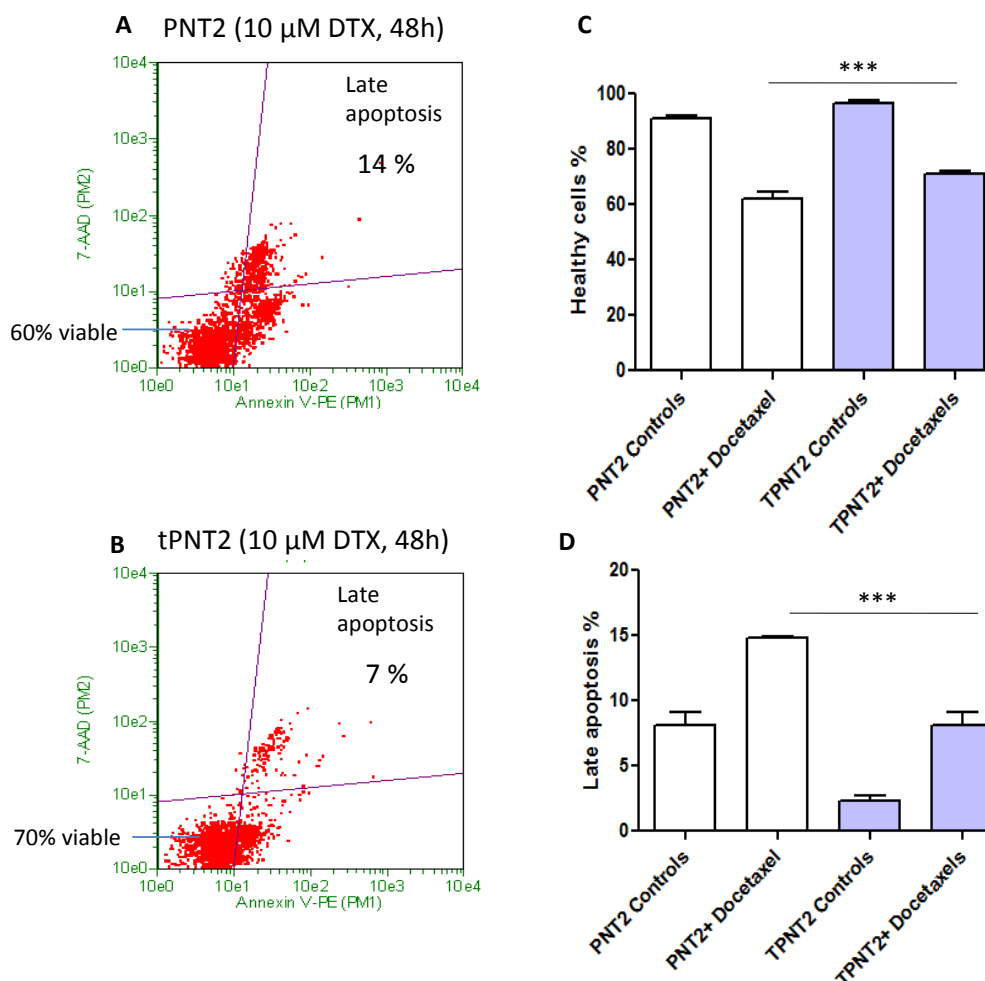 A PNT2 (10 µM DTX, 48h)
10e4
10e3
10e2
10e1
10e0
7-AAD (PM2)
Late
apoptosis
14 %
60% viable
10e0 10e1 10e2 10e3 10e4
Annexin V-PE (PM1)
B tPNT2 (10 µM DTX, 48h)
10e4
10e3
10e2
10e1
10e0
7-AAD (PM2)
Late
apoptosis
7 %
70% viable
10e0 10e1 10e2 10e3 10e4
Annexin V-PE (PM1)
C
***
100
80
60
40
20
0
Healthy cells %
PNT2 Controls
PNT2+ Docetaxel
TPNT2 Controls
TPNT2+ Docetaxels
D
***
20
15
10
5
0
Late apoptosis %
PNT2 Controls
PNT2+ Docetaxel
TPNT2 Controls
TPNT2+ Docetaxels